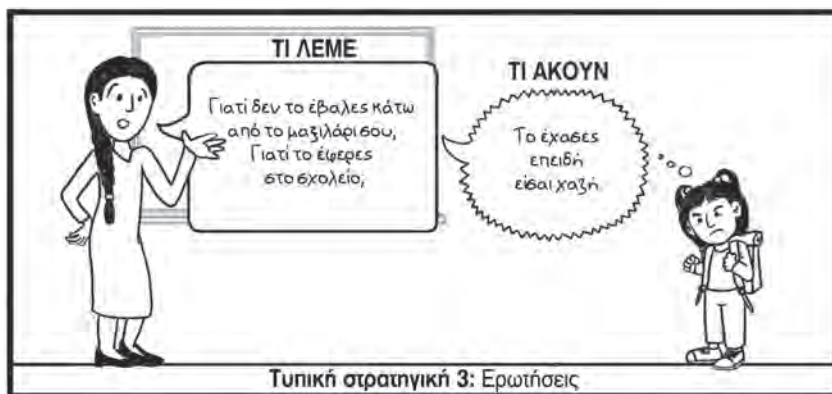 ΤΙ ΛΕΜΕ
Γιατί δεν το έβαλες κάτω
από το μαξιλάρι σου;
Γιατί το έφερες
στο σχολείο;
ΤΙ ΑΚΟΥΝ
Το έχασες
επειδή
είσαι χαζή.
Τυπική στρατηγική 3: Ερωτήσεις